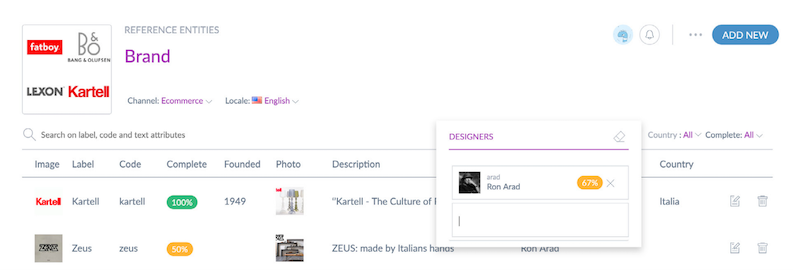 REFERENCE ENTITIES
Brand
fatboy
B&O
BANG & OLUFSEN
LEXON Kartell
Channel: Ecommerce
Locale: English
ADD NEW
Search on label, code and text attributes
DESIGNERS
Country : All
Complete: All
Image Label Code Complete Founded Photo Description Country
arad
Ron Arad
67%
Kartell Kartell kartell 100% 1949 "Kartell - The Culture of Italia
Zeus zeus 50% ZEUS: made by Italians hands Ron Arad